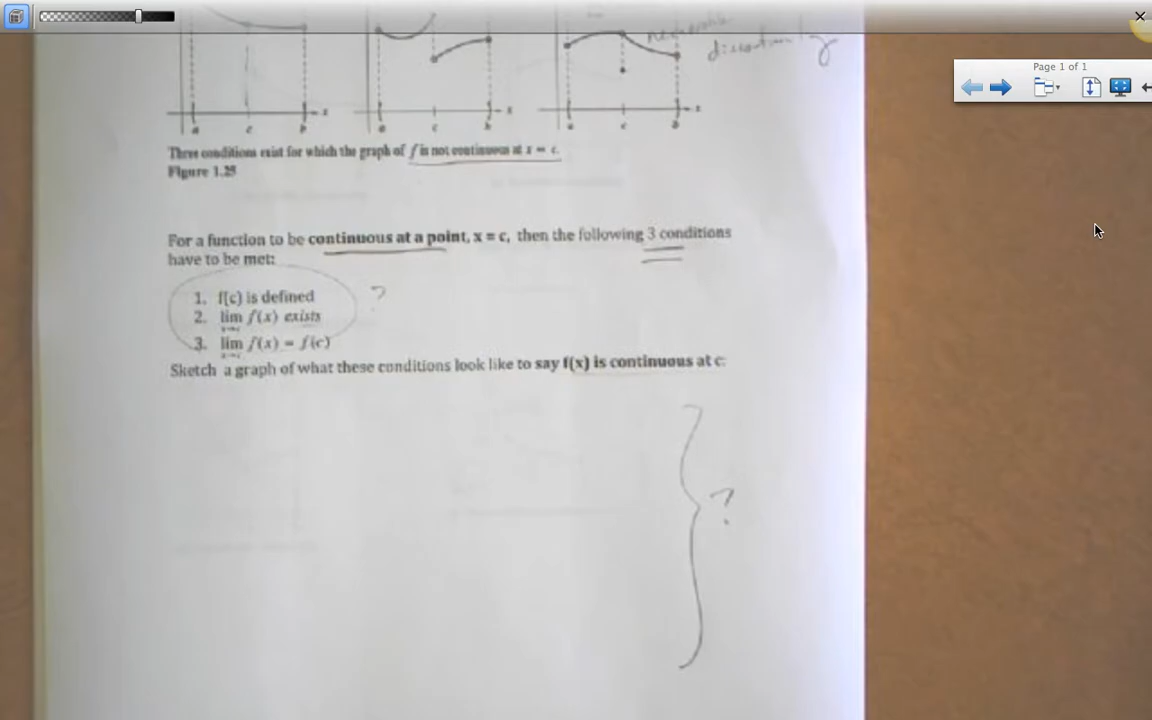 discontinuity
Page 1 of 1
a c b x a c b x a c b x
Three conditions exist for which the graph of f is not continuous at x = c.
Figure 1.25
For a function to be continuous at a point, x = c, then the following 3 conditions
have to be met:
1. f(c) is defined ?
2. lim f(x) exists
x→c
3. lim f(x) = f(c)
x→c
Sketch a graph of what these conditions look like to say f(x) is continuous at c:
?